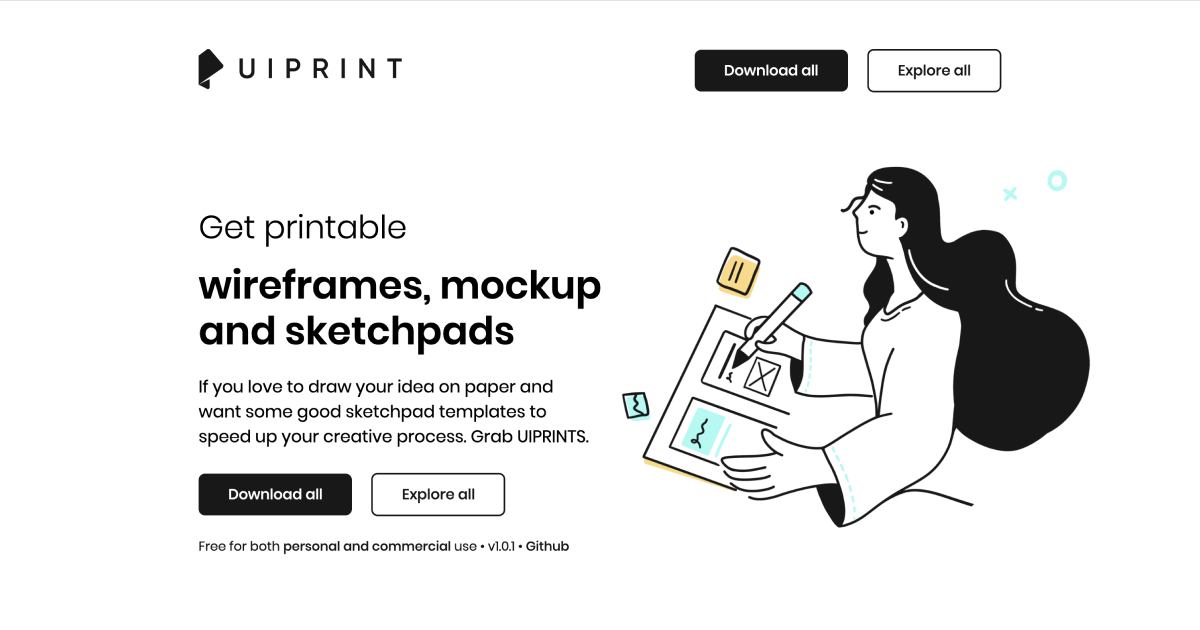 UIPRINT
Download all
Explore all
Get printable
wireframes, mockup
and sketchpads
If you love to draw your idea on paper and
want some good sketchpad templates to
speed up your creative process. Grab UIPRINTS.
Download all
Explore all
Free for both personal and commercial use • v1.0.1 • Github